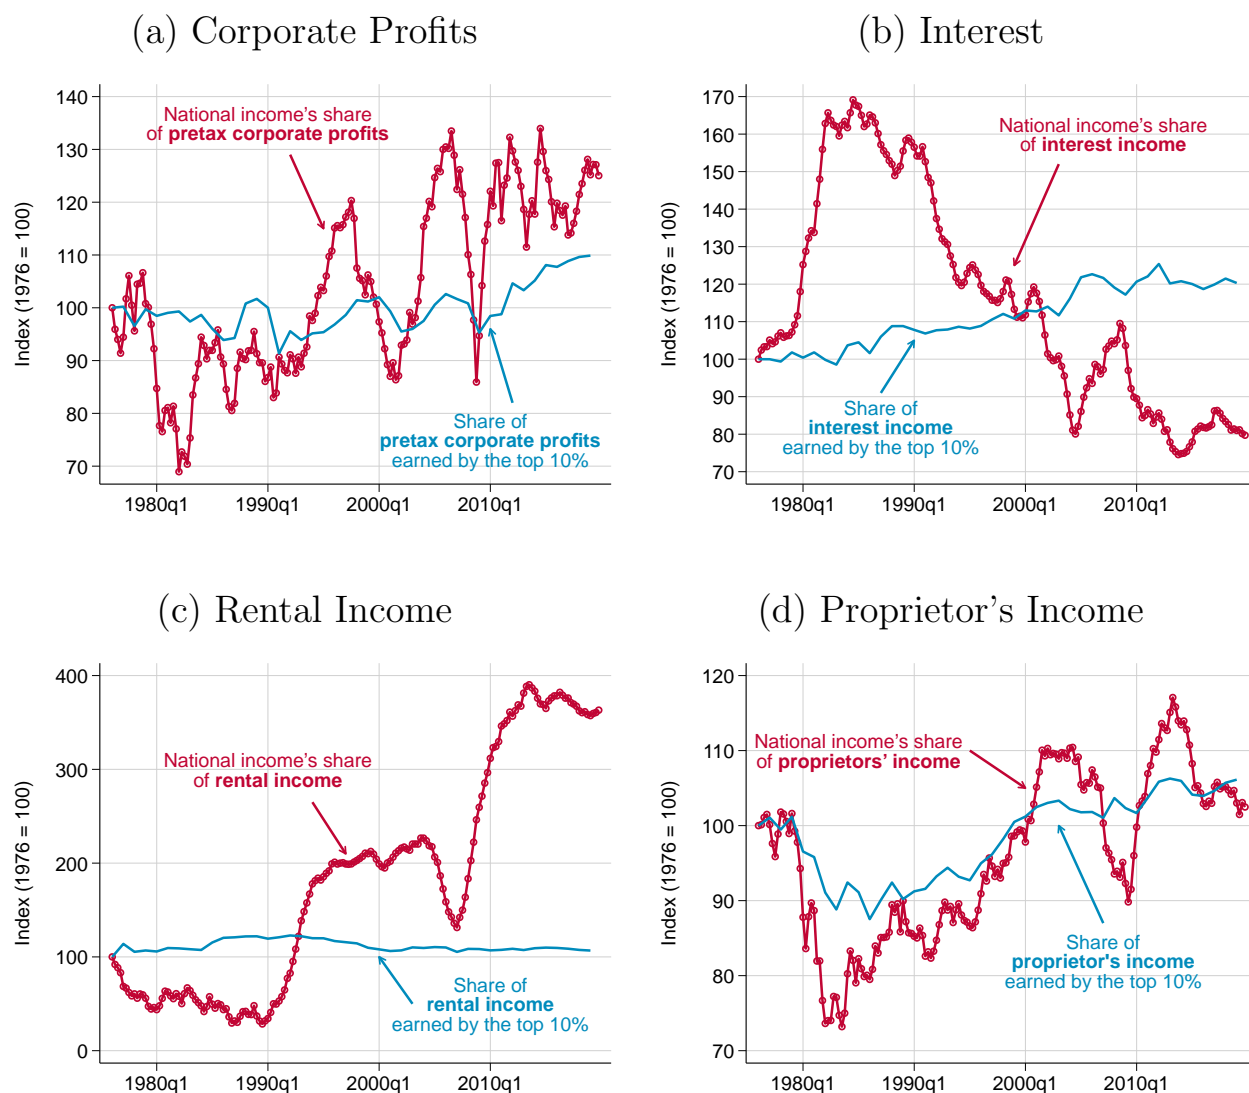 (a) Corporate Profits
Index (1976 = 100)
140
130
120
110
100
90
80
70
National income's share
of pretax corporate profits
Share of
pretax corporate profits
earned by the top 10%
1980q1 1990q1 2000q1 2010q1
(b) Interest
Index (1976 = 100)
170
160
150
140
130
120
110
100
90
80
70
National income's share
of interest income
Share of
interest income
earned by the top 10%
1980q1 1990q1 2000q1 2010q1
(c) Rental Income
Index (1976 = 100)
400
300
200
100
0
National income's share
of rental income
Share of
rental income
earned by the top 10%
1980q1 1990q1 2000q1 2010q1
(d) Proprietor's Income
Index (1976 = 100)
120
110
100
90
80
70
National income's share
of proprietors' income
Share of
proprietor's income
earned by the top 10%
1980q1 1990q1 2000q1 2010q1